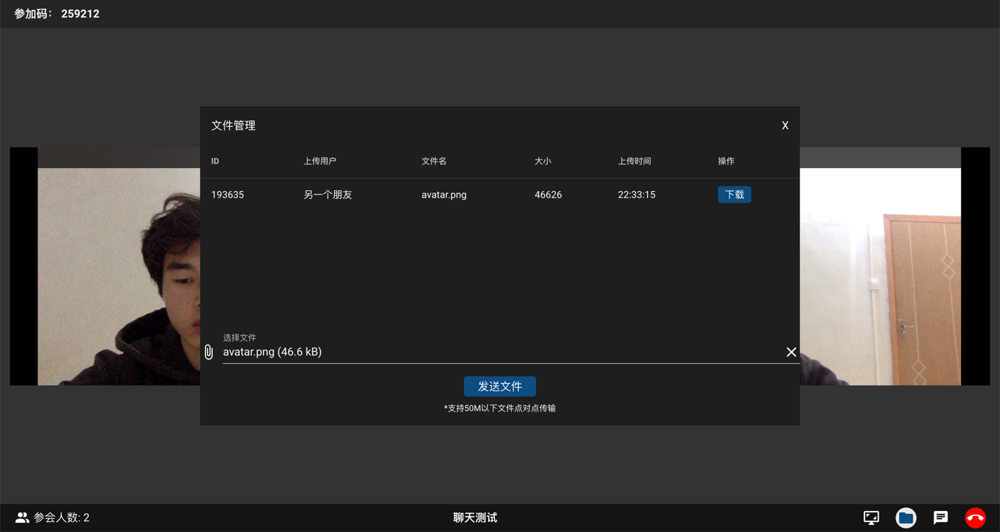 参加码： 259212
文件管理
X
ID 上传用户 文件名 大小 上传时间 操作
193635 另一个朋友 avatar.png 46626 22:33:15 下载
选择文件
avatar.png (46.6 kB)
发送文件
*支持50M以下文件点对点传输
参会人数: 2
聊天测试